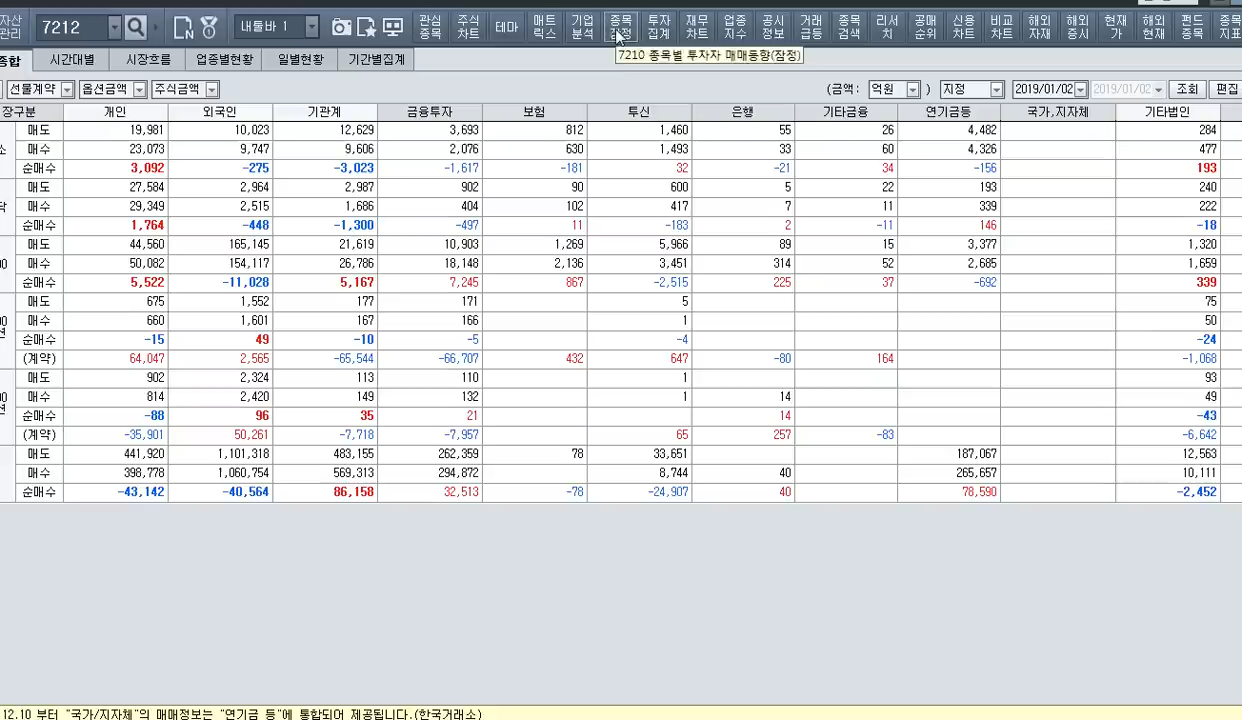 자산 관리 7212 내툴바 1 관심 종목 주식 차트 테마 매트 릭스 기업 분석 종목 잠정 투자 집계 재무 차트 업종 지수 공시 정보 거래 급등 종목 검색 리서 치 공매 순위 신용 차트 비교 차트 해외 자재 해외 증시 현재 가 해외 현재 펀드 종목 종목 지표
7210 종목별 투자자 매매동향(잠정)
종합 시간대별 시장흐름 업종별현황 일별현황 기간별집계
선물계약 옵션금액 주식금액 (금액: 억원 ) 지정 2019/01/02 2019/01/02 조회 편집
장구분 개인 외국인 기관계 금융투자 보험 투신 은행 기타금융 연기금등 국가,지자체 기타법인
매도 19,981 10,023 12,629 3,693 812 1,460 55 26 4,482 284
소 매수 23,073 9,747 9,606 2,076 630 1,493 33 60 4,326 477
순매수 3,092 -275 -3,023 -1,617 -181 32 -21 34 -156 193
매도 27,584 2,964 2,987 902 90 600 5 22 193 240
닥 매수 29,349 2,515 1,686 404 102 417 7 11 339 222
순매수 1,764 -448 -1,300 -497 11 -183 2 -11 146 -18
매도 44,560 165,145 21,619 10,903 1,269 5,966 89 15 3,377 1,320
00 매수 50,082 154,117 26,786 18,148 2,136 3,451 314 52 2,685 1,659
순매수 5,522 -11,028 5,167 7,245 867 -2,515 225 37 -692 339
매도 675 1,552 177 171 5 75
00 매수 660 1,601 167 166 1 50
순매수 -15 49 -10 -5 -4 -24
(계약) 64,047 2,565 -65,544 -66,707 432 647 -80 164 -1,068
매도 902 2,324 113 110 1 93
00 매수 814 2,420 149 132 1 14 49
순매수 -88 96 35 21 14 -43
(계약) -35,901 50,261 -7,718 -7,957 65 257 -83 -6,642
매도 441,920 1,101,318 483,155 262,359 78 33,651 187,067 12,563
매수 398,778 1,060,754 569,313 294,872 8,744 40 265,657 10,111
순매수 -43,142 -40,564 86,158 32,513 -78 -24,907 40 78,590 -2,452
12.10 부터 "국가/지자체"의 매매정보는 "연기금 등"에 통합되어 제공됩니다.(한국거래소)